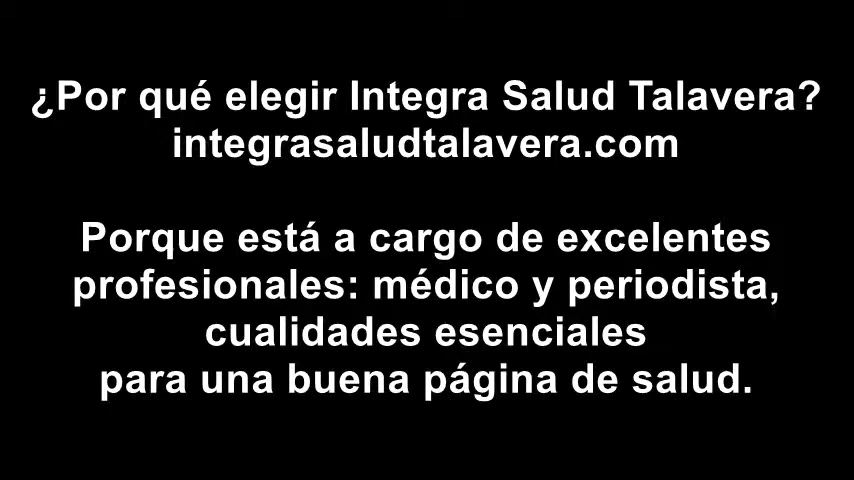 ¿Por qué elegir Integra Salud Talavera?
integrasaludtalavera.com
Porque está a cargo de excelentes
profesionales: médico y periodista,
cualidades esenciales
para una buena página de salud.